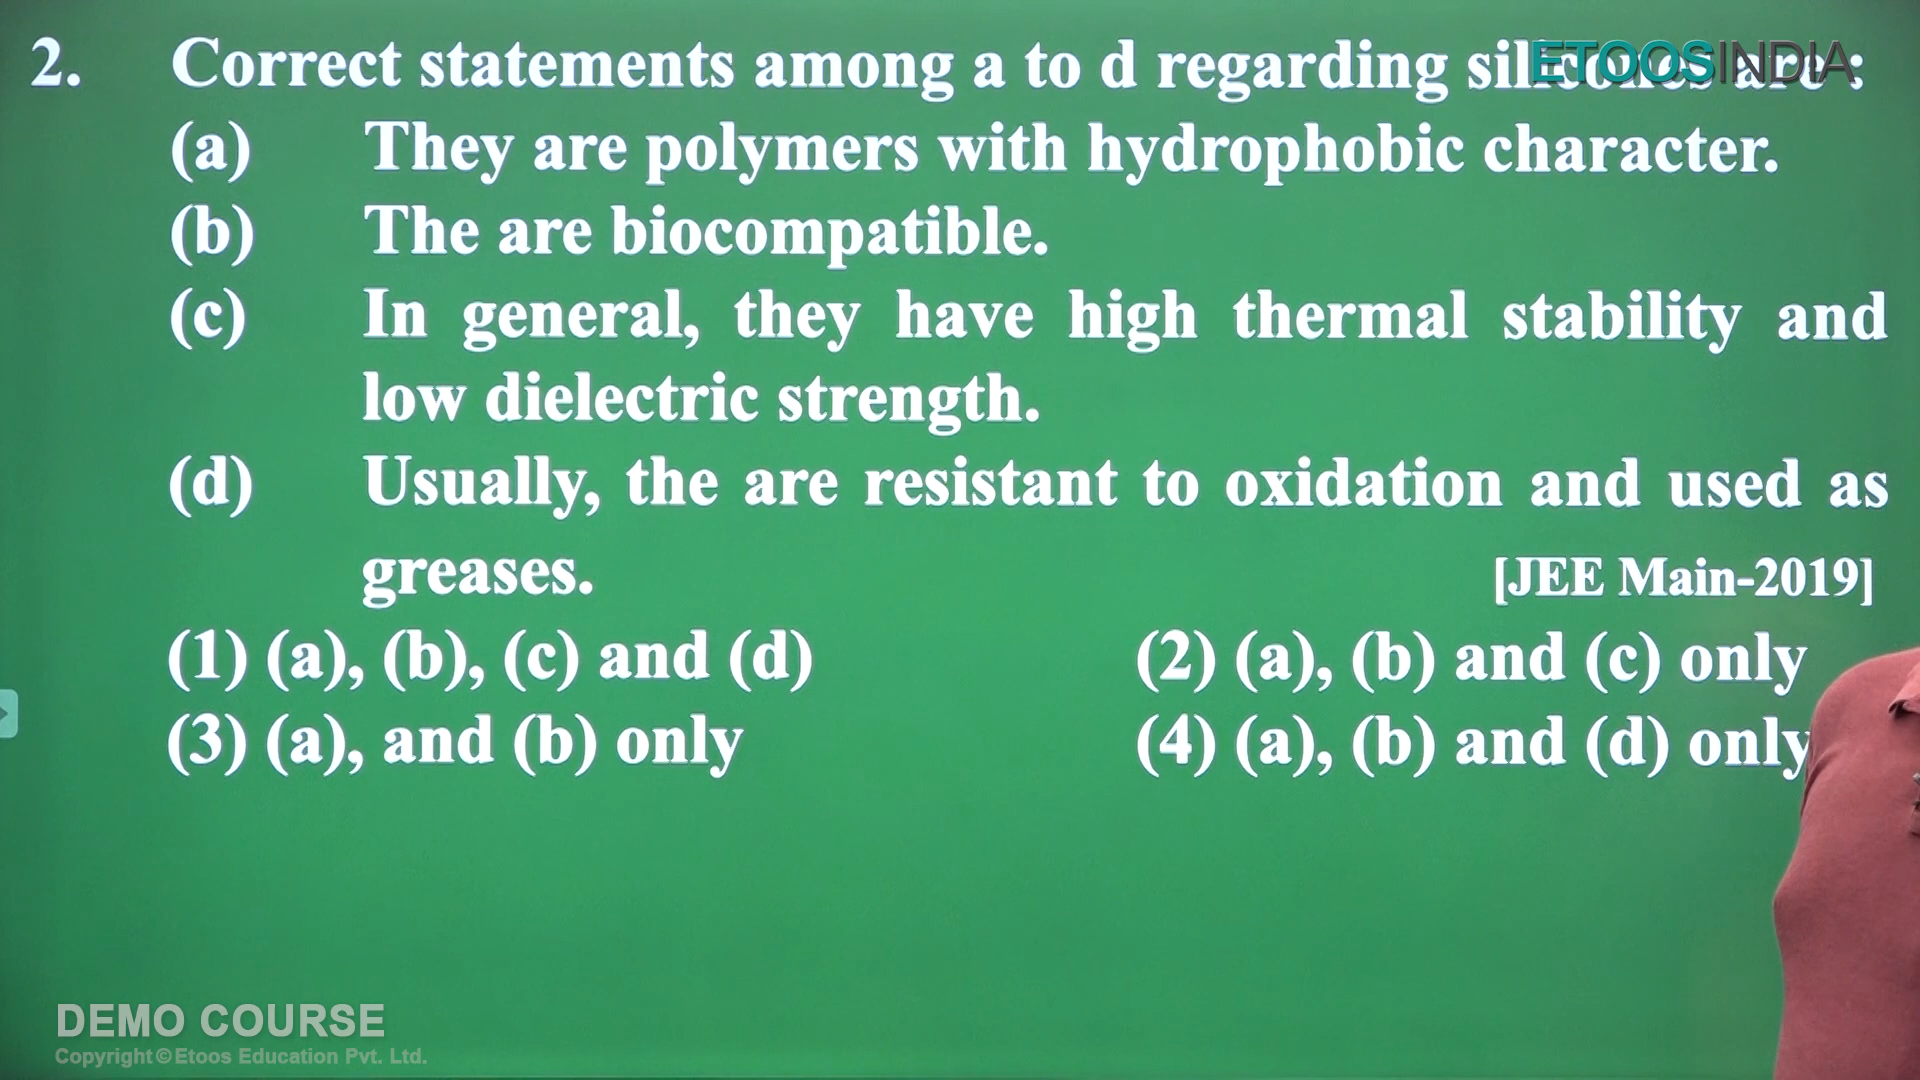 2. Correct statements among a to d regarding silicones are :
ETOOSINDIA
(a) They are polymers with hydrophobic character.
(b) The are biocompatible.
(c) In general, they have high thermal stability and
low dielectric strength.
(d) Usually, the are resistant to oxidation and used as
greases. [JEE Main-2019]
(1) (a), (b), (c) and (d) (2) (a), (b) and (c) only
(3) (a), and (b) only (4) (a), (b) and (d) only
DEMO COURSE
Copyright © Etoos Education Pvt. Ltd.